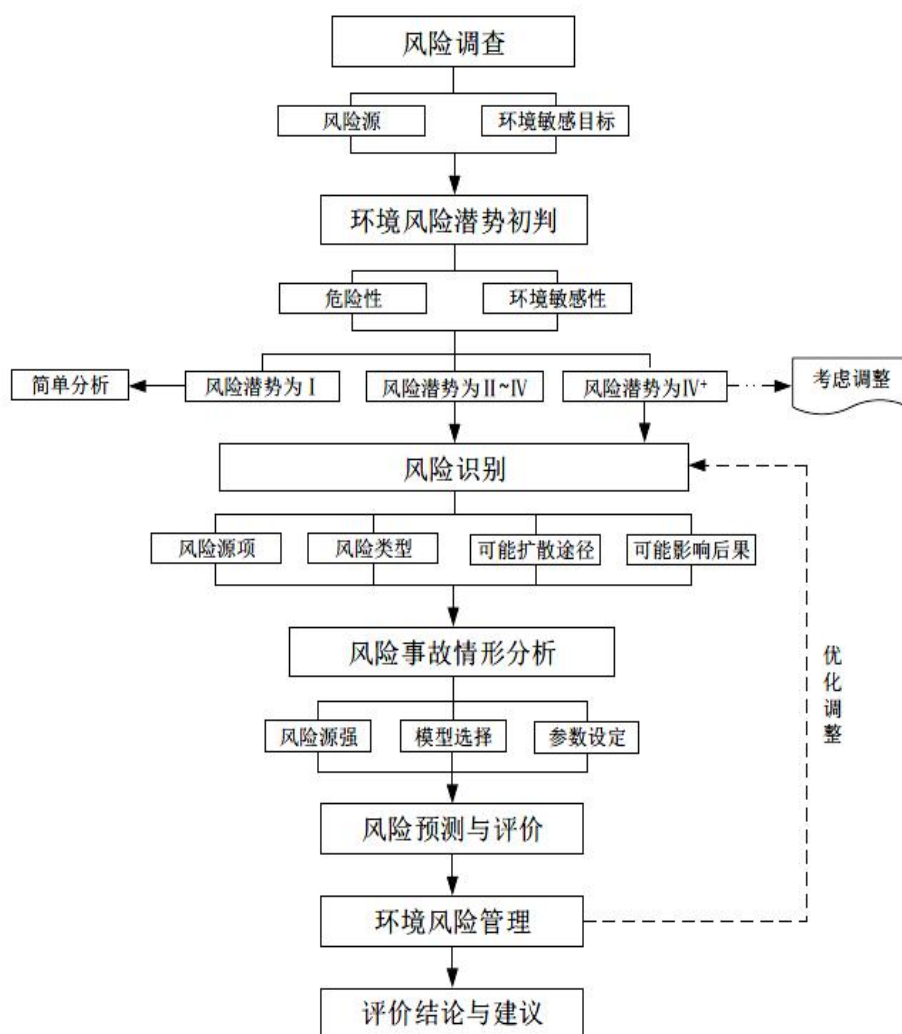 风险调查
风险源
环境敏感目标
环境风险潜势初判
危险性
环境敏感性
简单分析
风险潜势为Ⅰ
风险潜势为Ⅱ~Ⅳ
风险潜势为Ⅳ⁺
考虑调整
风险识别
风险源项
风险类型
可能扩散途径
可能影响后果
风险事故情形分析
优化调整
风险源强
模型选择
参数设定
风险预测与评价
环境风险管理
评价结论与建议